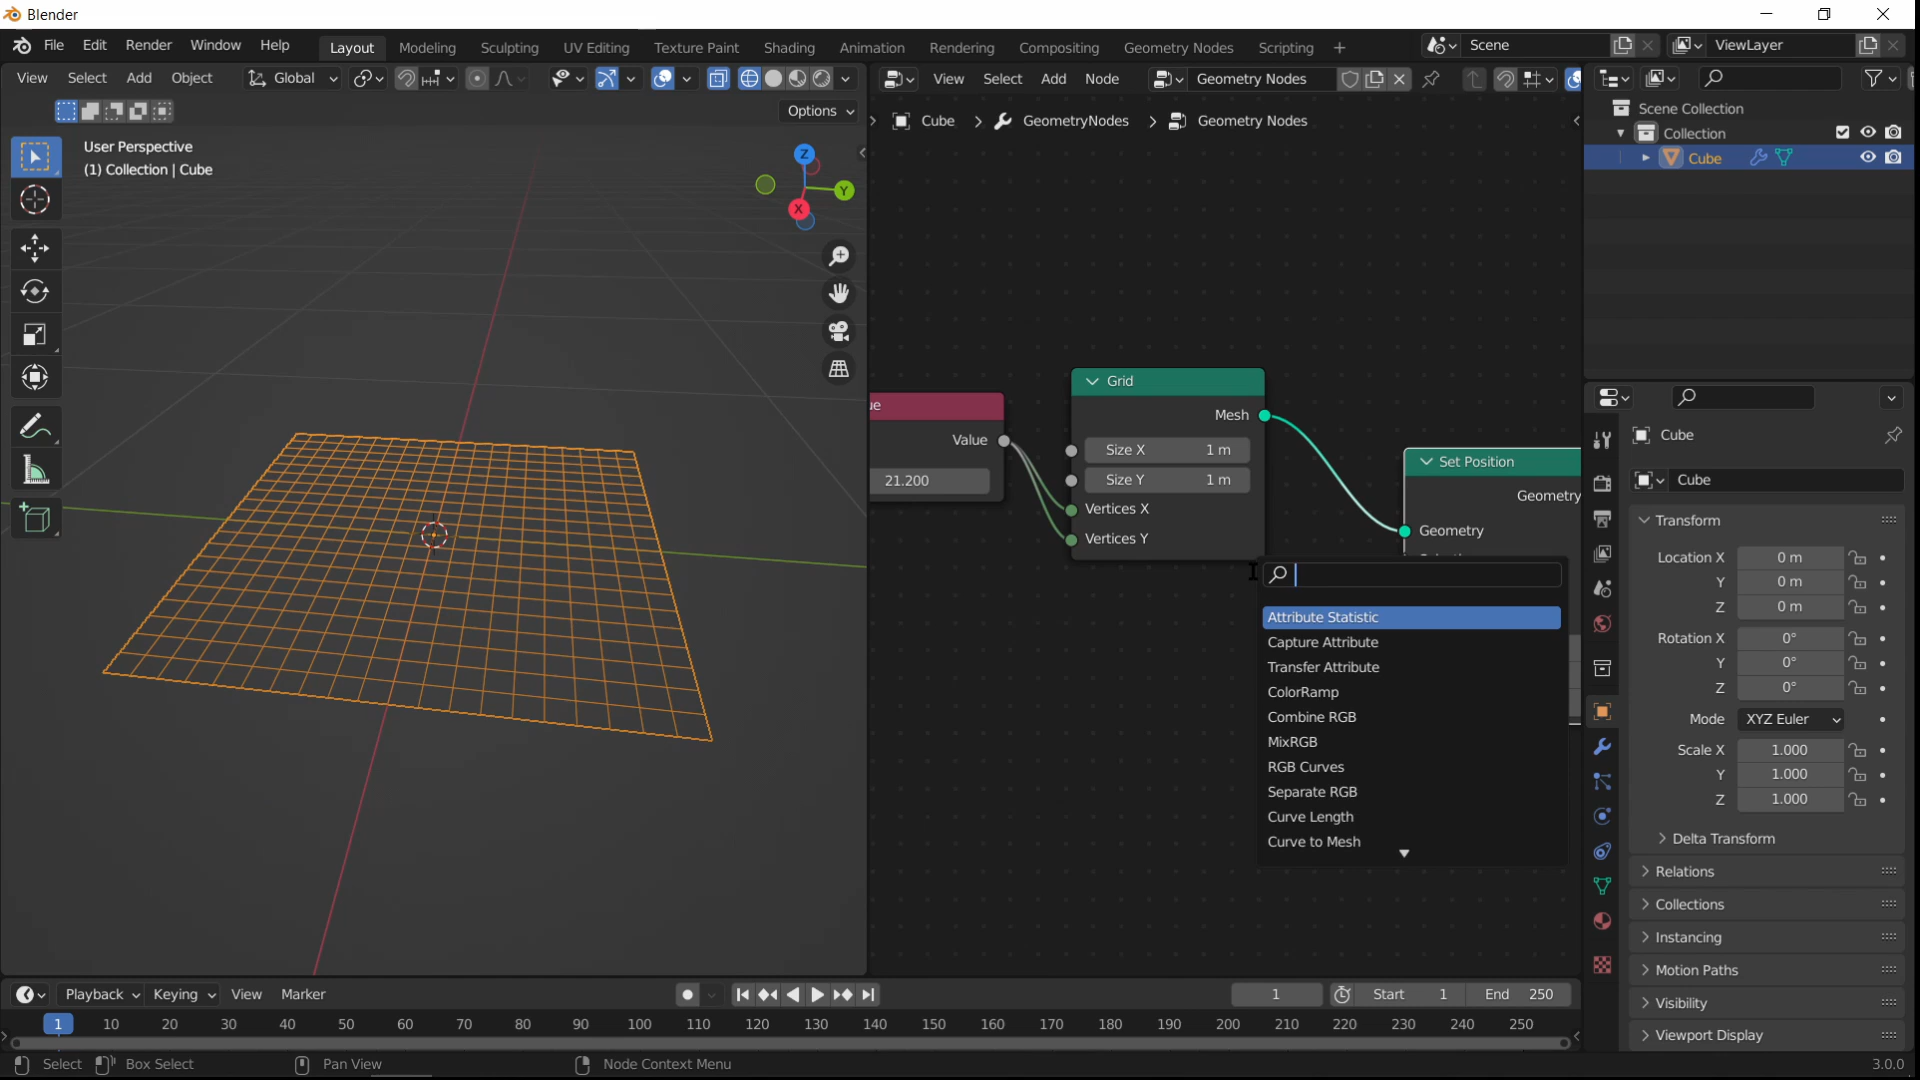 Blender
File Edit Render Window Help Layout Modeling Sculpting UV Editing Texture Paint Shading Animation Rendering Compositing Geometry Nodes Scripting + Scene ViewLayer
View Select Add Object Global
Options
User Perspective
(1) Collection | Cube
Z
Y
X
View Select Add Node Geometry Nodes
Cube > GeometryNodes > Geometry Nodes
ue
Value
21.200
Grid
Mesh
Size X 1 m
Size Y 1 m
Vertices X
Vertices Y
Set Position
Geometry
Geometry
Attribute Statistic
Capture Attribute
Transfer Attribute
ColorRamp
Combine RGB
MixRGB
RGB Curves
Separate RGB
Curve Length
Curve to Mesh
Scene Collection
Collection
Cube
Cube
Cube
Transform
Location X 0 m
Y 0 m
Z 0 m
Rotation X 0°
Y 0°
Z 0°
Mode XYZ Euler
Scale X 1.000
Y 1.000
Z 1.000
Delta Transform
Relations
Collections
Instancing
Motion Paths
Visibility
Viewport Display
Playback Keying View Marker 1 Start 1 End 250
1 10 20 30 40 50 60 70 80 90 100 110 120 130 140 150 160 170 180 190 200 210 220 230 240 250
Select Box Select Pan View Node Context Menu 3.0.0